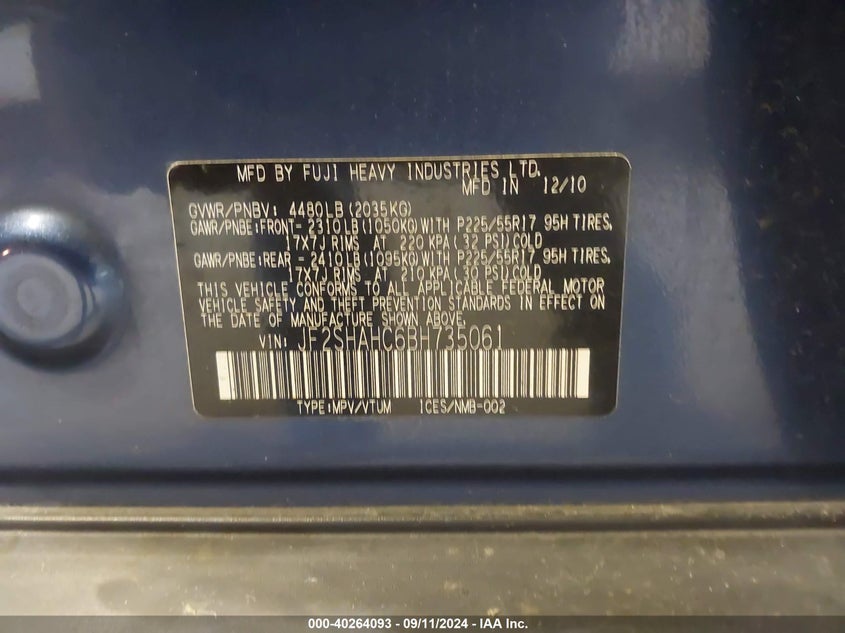 MFD BY FUJI HEAVY INDUSTRIES LTD.
MFD IN 12/10
GVWR/PNBV: 4480LB(2035KG)
GAWR/PNBE:FRONT- 2310LB(1050KG)WITH P225/55R17 95H TIRES,
17X7J RIMS AT 220 KPA( 32 PSI)COLD
GAWR/PNBE:REAR - 2410LB(1095KG)WITH P225/55R17 95H TIRES,
17X7J RIMS AT 210 KPA( 30 PSI)COLD
THIS VEHICLE CONFORMS TO ALL APPLICABLE FEDERAL MOTOR
VEHICLE SAFETY AND THEFT PREVENTION STANDARDS IN EFFECT ON
THE DATE OF MANUFACTURE SHOWN ABOVE.
VIN: JF2SHAHC6BH735061
TYPE:MPV/VTUM ICES/NMB-002
000-40264093 - 09/11/2024 - IAA Inc.